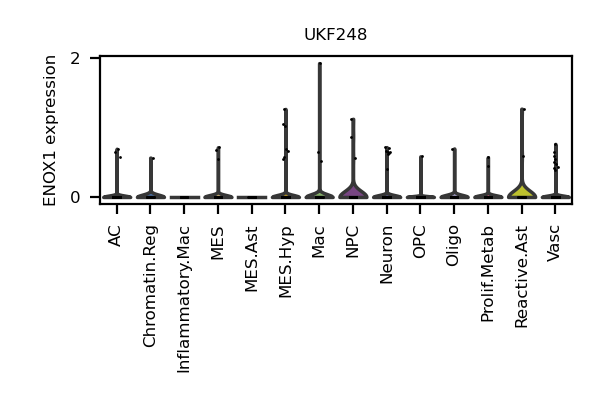 UKF248
ENOX1 expression
2
0
AC
Chromatin.Reg
Inflammatory.Mac
MES
MES.Ast
MES.Hyp
Mac
NPC
Neuron
OPC
Oligo
Prolif.Metab
Reactive.Ast
Vasc